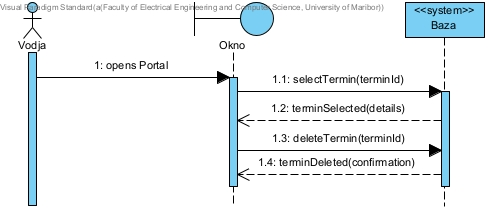 Visual Paradigm Standard(a(Faculty of Electrical Engineering and Computer Science, University of Maribor))
<<system>>
Baza
Vodja
Okno
1: opens Portal
1.1: selectTermin(terminId)
1.2: terminSelected(details)
1.3: deleteTermin(terminId)
1.4: terminDeleted(confirmation)